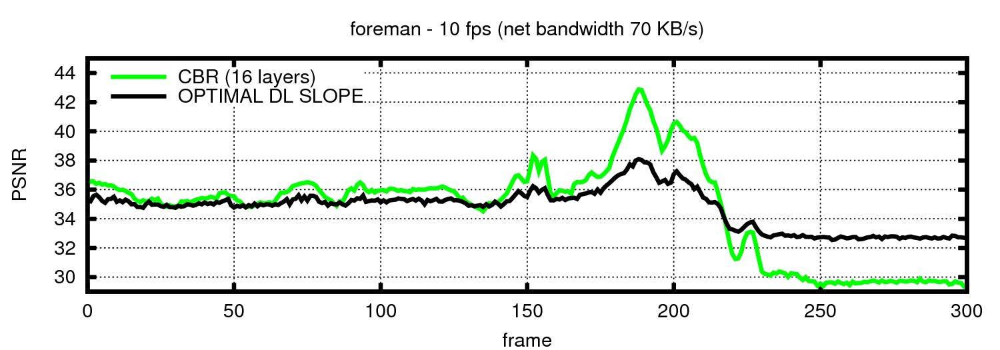 foreman - 10 fps (net bandwidth 70 KB/s)
CBR (16 layers)
OPTIMAL DL SLOPE
44
42
40
38
36
34
32
30
PSNR
0 50 100 150 200 250 300
frame